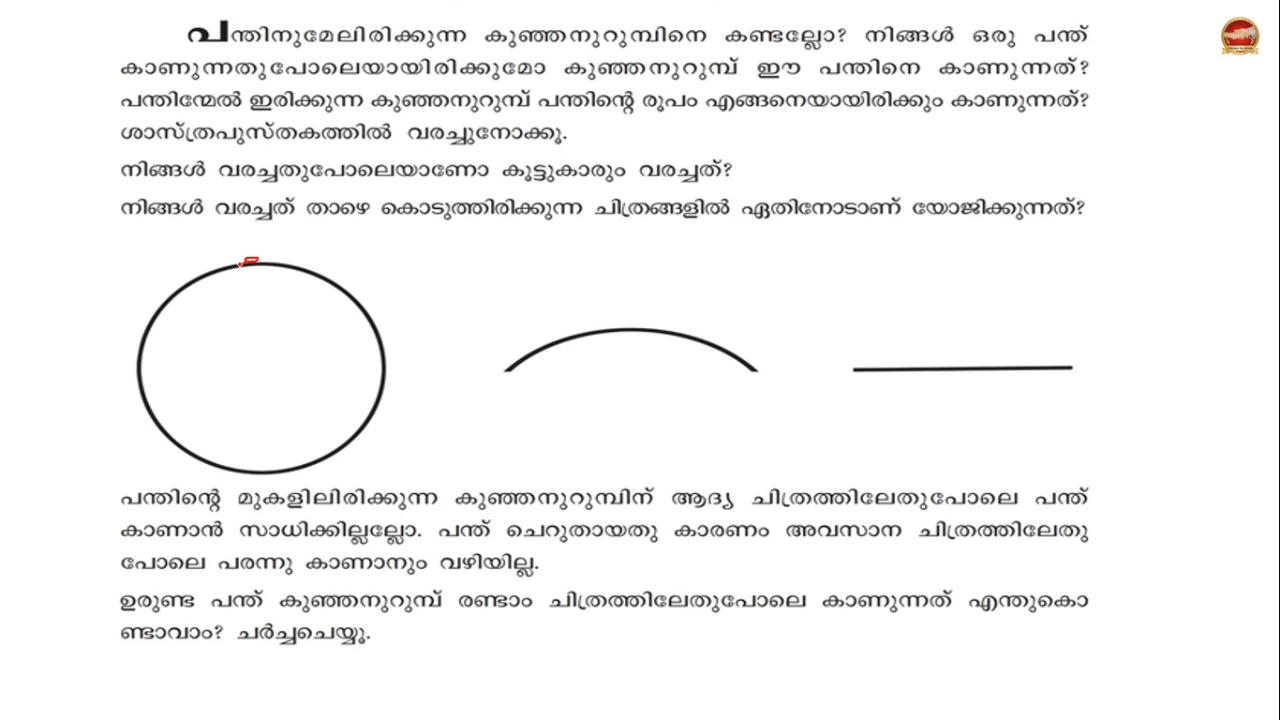 പന്തിനുമേലിരിക്കുന്ന കുഞ്ഞനുറുമ്പിനെ കണ്ടല്ലോ? നിങ്ങൾ ഒരു പന്ത്
കാണുന്നതുപോലെയായിരിക്കുമോ കുഞ്ഞനുറുമ്പ് ഈ പന്തിനെ കാണുന്നത്?
പന്തിന്മേൽ ഇരിക്കുന്ന കുഞ്ഞനുറുമ്പ് പന്തിന്റെ രൂപം എങ്ങനെയായിരിക്കും കാണുന്നത്?
ശാസ്ത്രപുസ്തകത്തിൽ വരച്ചുനോക്കൂ.
നിങ്ങൾ വരച്ചതുപോലെയാണോ കൂട്ടുകാരും വരച്ചത്?
നിങ്ങൾ വരച്ചത് താഴെ കൊടുത്തിരിക്കുന്ന ചിത്രങ്ങളിൽ ഏതിനോടാണ് യോജിക്കുന്നത്?
പന്തിന്റെ മുകളിലിരിക്കുന്ന കുഞ്ഞനുറുമ്പിന് ആദ്യ ചിത്രത്തിലേതുപോലെ പന്ത്
കാണാൻ സാധിക്കില്ലല്ലോ. പന്ത് ചെറുതായതു കാരണം അവസാന ചിത്രത്തിലേതു
പോലെ പരന്നു കാണാനും വഴിയില്ല.
ഉരുണ്ട പന്ത് കുഞ്ഞനുറുമ്പ് രണ്ടാം ചിത്രത്തിലേതുപോലെ കാണുന്നത് എന്തുകൊ
ണ്ടാവാം? ചർച്ചചെയ്യൂ.